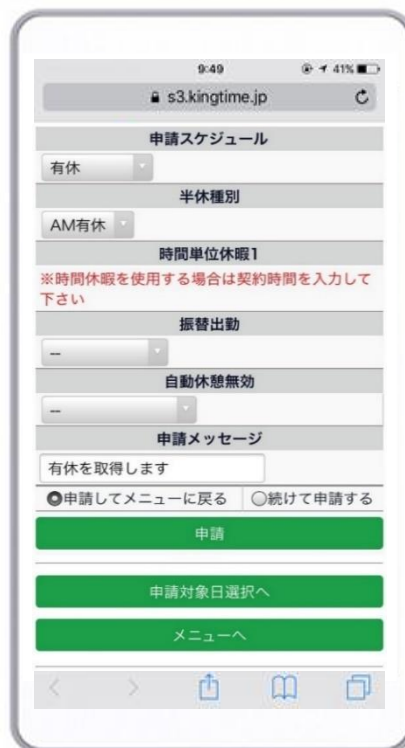 9:49
41%
s3.kingtime.jp
申請スケジュール
有休
半休種別
AM有休
時間単位休暇1
※時間休暇を使用する場合は契約時間を入力して
下さい
振替出勤
--
自動休憩無効
--
申請メッセージ
有休を取得します
申請してメニューに戻る 続けて申請する
申請
申請対象日選択へ
メニューへ